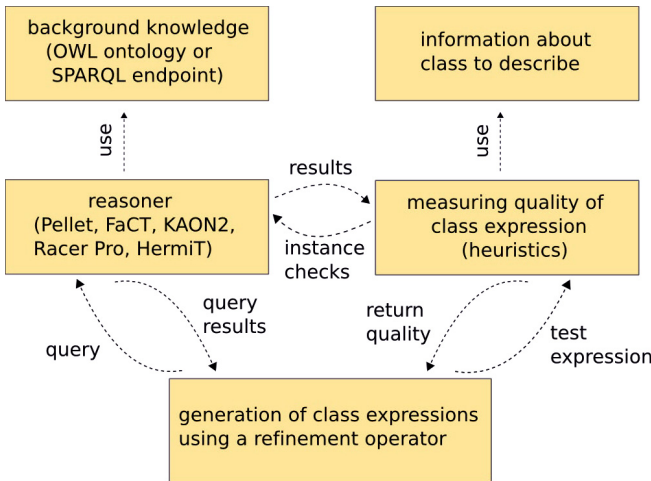 background knowledge
(OWL ontology or
SPARQL endpoint)
information about
class to describe
use
use
results
reasoner
(Pellet, FaCT, KAON2,
Racer Pro, HermiT)
measuring quality of
class expression
(heuristics)
instance
checks
query
results
return
quality
query
test
expression
generation of class expressions
using a refinement operator